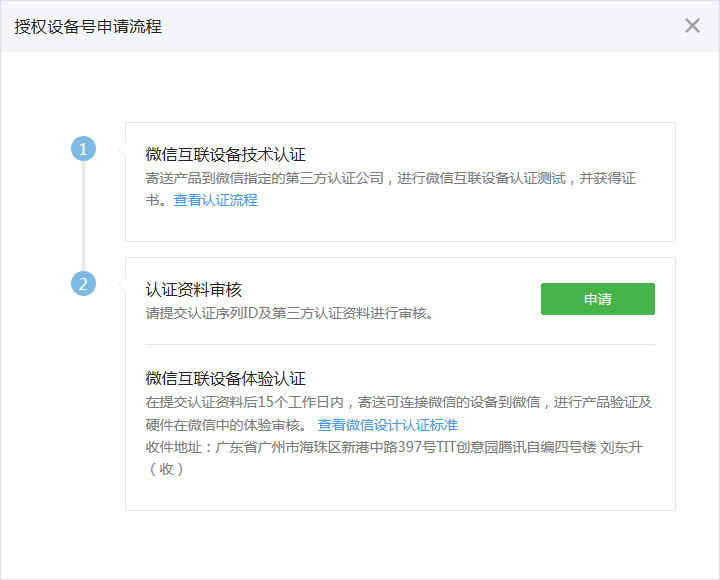 授权设备号申请流程
1
微信互联设备技术认证
寄送产品到微信指定的第三方认证公司，进行微信互联设备认证测试，并获得证
书。查看认证流程
2
认证资料审核
请提交认证序列ID及第三方认证资料进行审核。
申请
微信互联设备体验认证
在提交认证资料后15个工作日内，寄送可连接微信的设备到微信，进行产品验证及
硬件在微信中的体验审核。 查看微信设计认证标准
收件地址：广东省广州市海珠区新港中路397号TIT创意园腾讯自编四号楼 刘东升
（收）